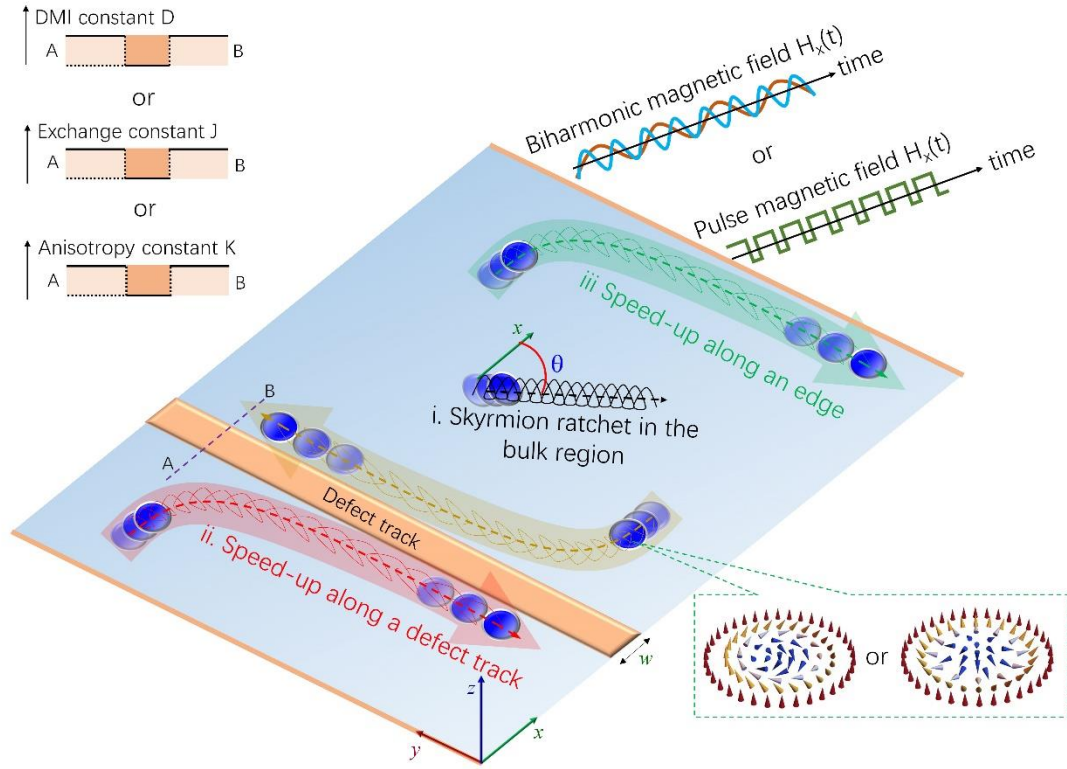 DMI constant D
A
B
or
Exchange constant J
A
B
or
Anisotropy constant K
A
B
Biharmonic magnetic field H_x(t)
time
or
Pulse magnetic field H_x(t)
time
iii Speed-up along an edge
x
θ
i. Skyrmion ratchet in the
bulk region
B
A
Defect track
ii. Speed-up along a defect track
w
z
y
x
or